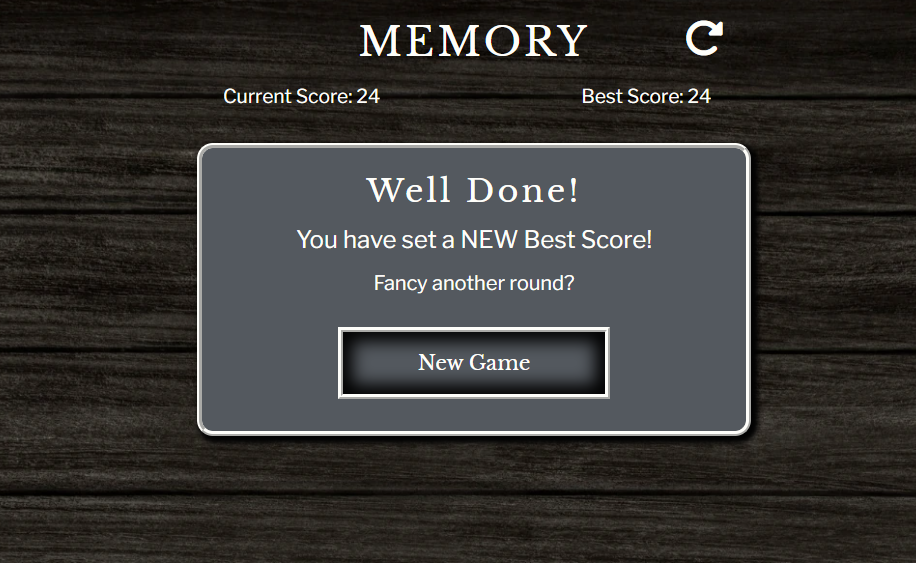 MEMORY
Current Score: 24
Best Score: 24
Well Done!
You have set a NEW Best Score!
Fancy another round?
New Game